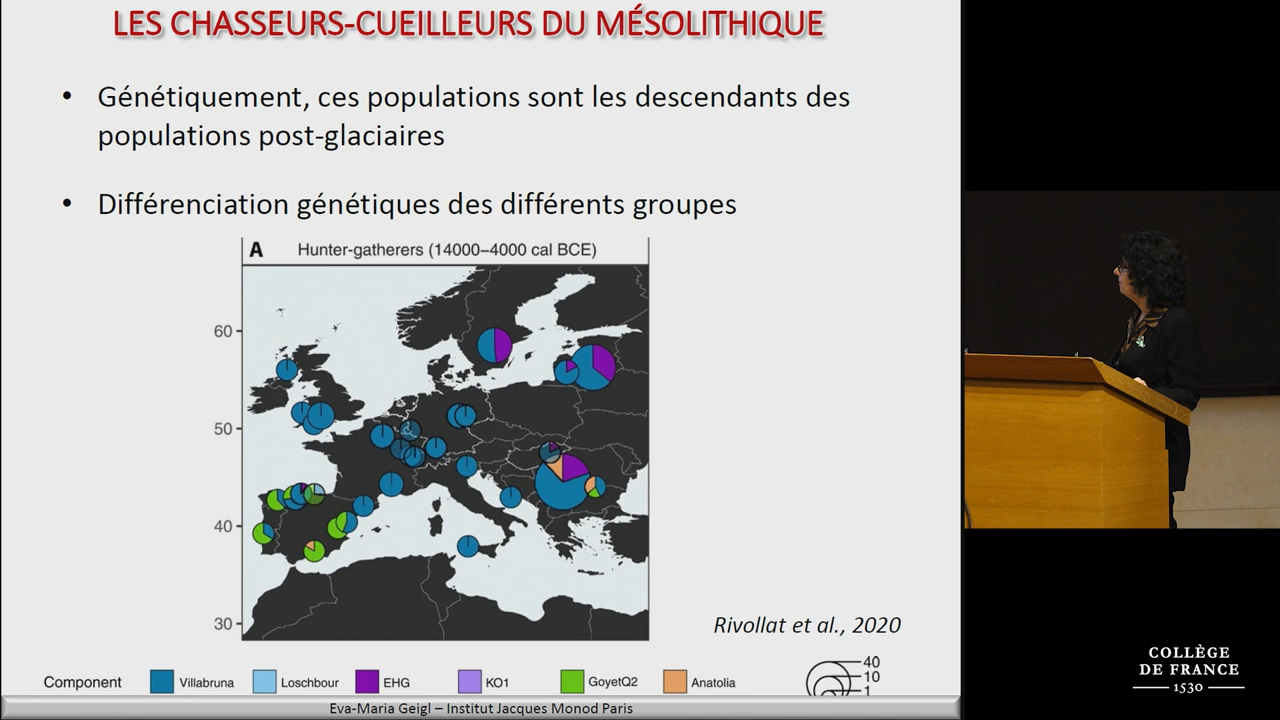 LES CHASSEURS-CUEILLEURS DU MÉSOLITHIQUE
• Génétiquement, ces populations sont les descendants des
populations post-glaciaires
• Différenciation génétiques des différents groupes
A Hunter-gatherers (14000–4000 cal BCE)
60
50
40
30
Rivollat et al., 2020
Component Villabruna Loschbour EHG KO1 GoyetQ2 Anatolia
40
10
1
Eva-Maria Geigl – Institut Jacques Monod Paris
COLLÈGE
DE FRANCE
1530